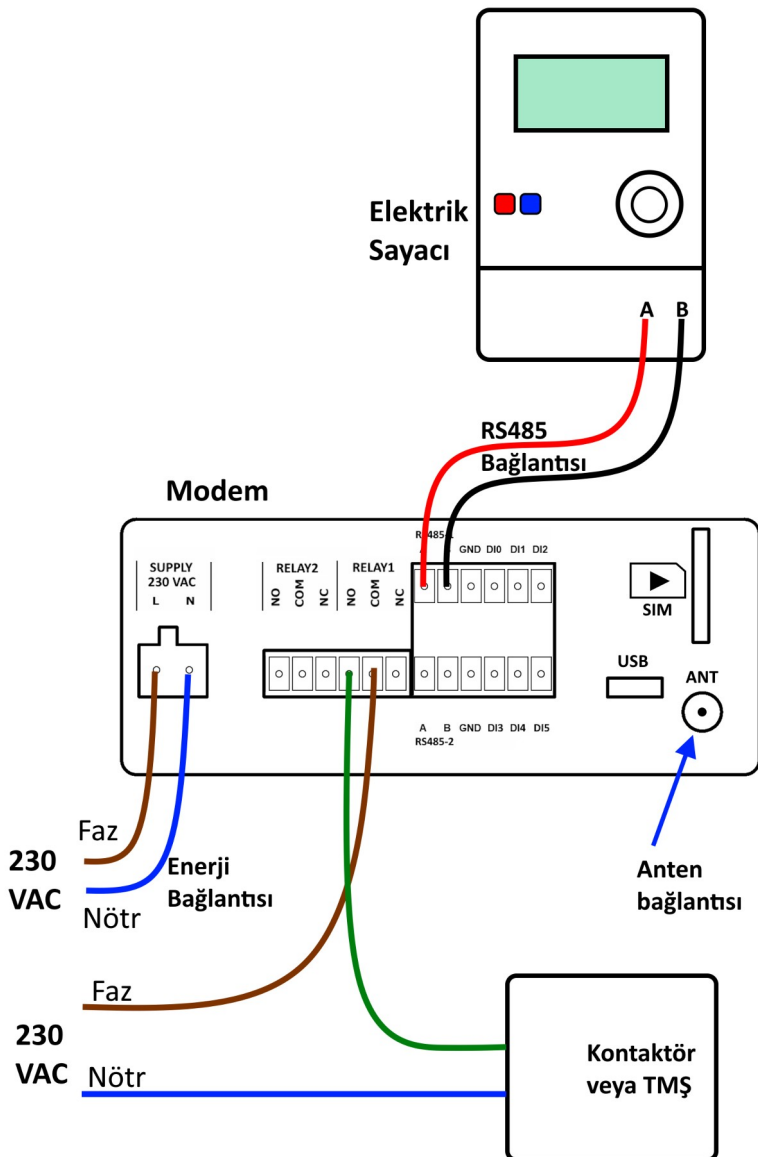 Elektrik
Sayacı
A B
RS485
Bağlantısı
Modem
SUPPLY
230 VAC
L N
RELAY2 RELAY1
NO COM NC NO COM NC
GND DI0 DI1 DI2
SIM
USB
ANT
A B GND DI3 DI4 DI5
RS485-2
Faz
230
VAC
Nötr
Enerji
Bağlantısı
Anten
bağlantısı
Faz
230
VAC
Nötr
Kontaktör
veya TMŞ